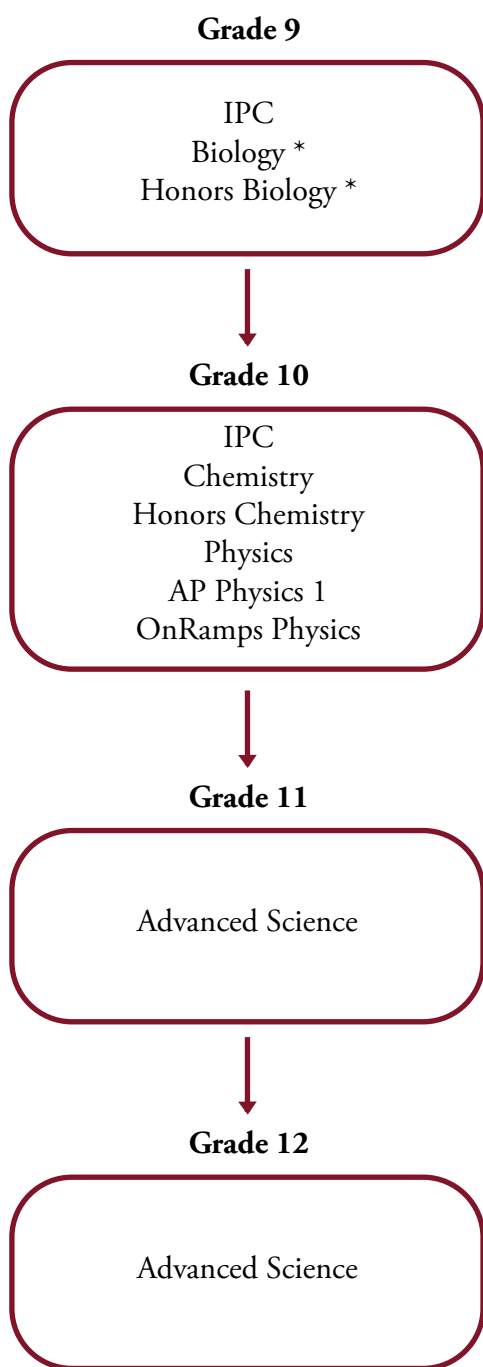 Grade 9
IPC
Biology *
Honors Biology *
Grade 10
IPC
Chemistry
Honors Chemistry
Physics
AP Physics 1
OnRamps Physics
Grade 11
Advanced Science
Grade 12
Advanced Science